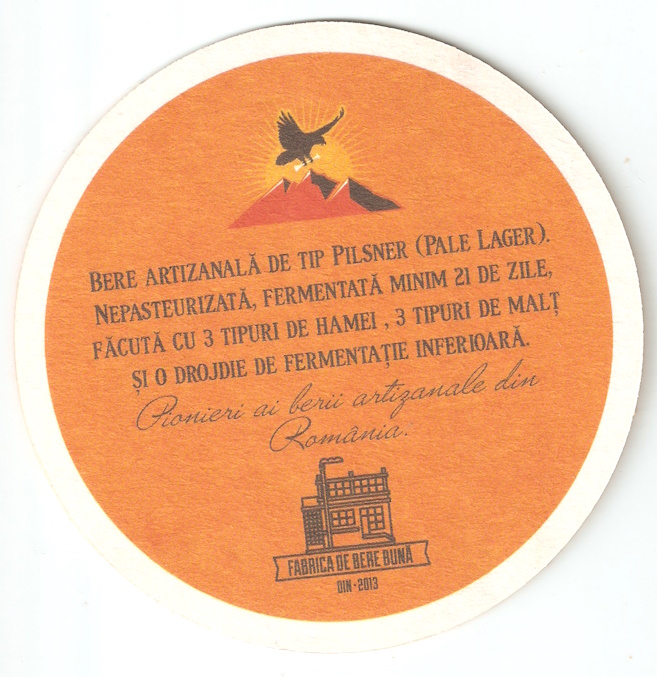 Bere artizanală de tip Pilsner (Pale Lager).
Nepasteurizată, fermentată minim 21 de zile,
făcută cu 3 tipuri de hamei , 3 tipuri de malț
și o drojdie de fermentație inferioară.
Pionieri ai berii artizanale din
România.
FABRICA DE BERE BUNĂ
DIN - 2013